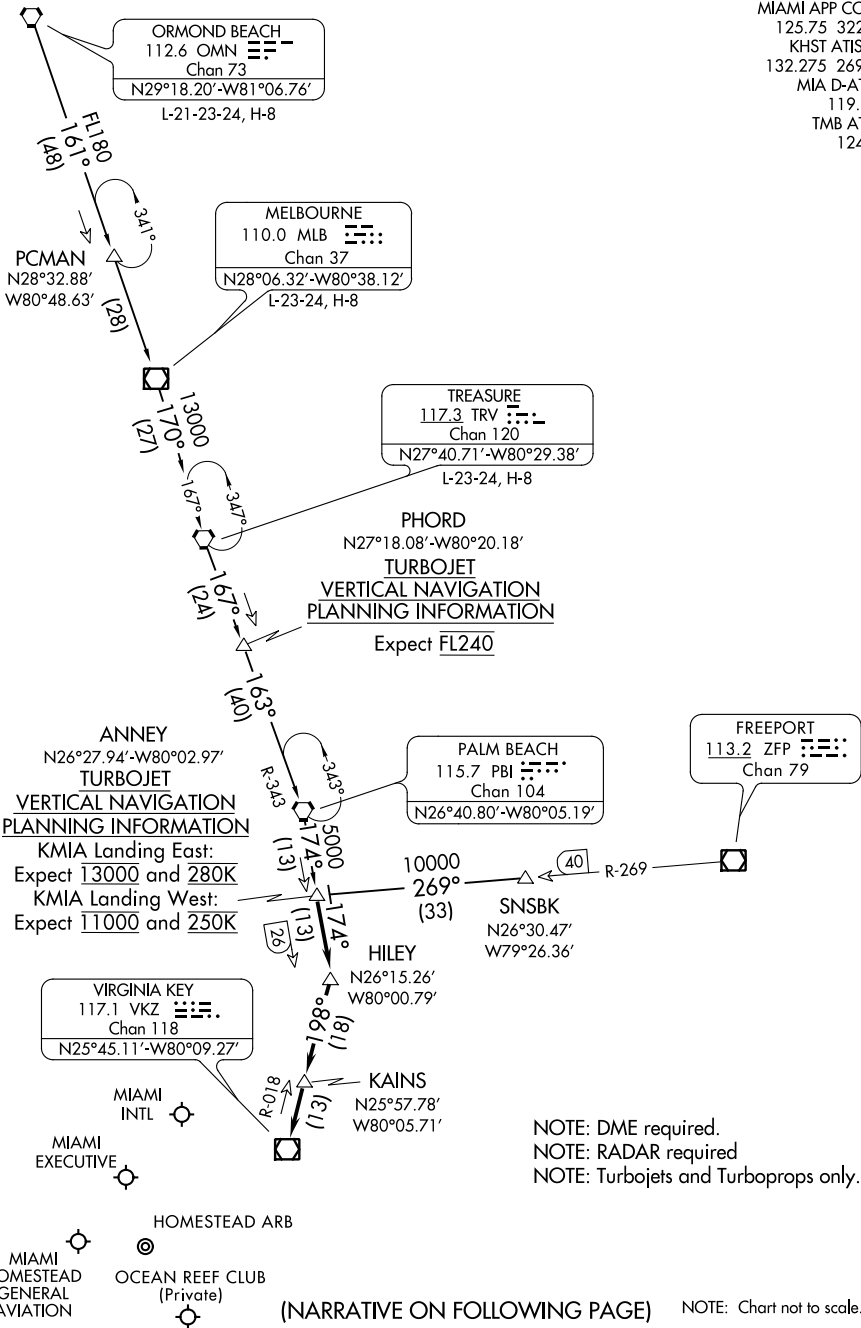 MIAMI APP CO
125.75 322
KHST ATIS
132.275 269
MIA D-AT
119.
TMB AT
124
ORMOND BEACH
112.6 OMN
Chan 73
N29°18.20′-W81°06.76′
L-21-23-24, H-8
FL180
161°
(48)
341°
PCMAN
N28°32.88′
W80°48.63′
(28)
MELBOURNE
110.0 MLB
Chan 37
N28°06.32′-W80°38.12′
L-23-24, H-8
13000
170°
(27)
167°
347°
TREASURE
117.3 TRV
Chan 120
N27°40.71′-W80°29.38′
L-23-24, H-8
167°
(24)
PHORD
N27°18.08′-W80°20.18′
TURBOJET
VERTICAL NAVIGATION
PLANNING INFORMATION
Expect FL240
163°
(40)
R-343
343°
PALM BEACH
115.7 PBI
Chan 104
N26°40.80′-W80°05.19′
FREEPORT
113.2 ZFP
Chan 79
ANNEY
N26°27.94′-W80°02.97′
TURBOJET
VERTICAL NAVIGATION
PLANNING INFORMATION
KMIA Landing East:
Expect 13000 and 280K
KMIA Landing West:
Expect 11000 and 250K
5000
174°
(13)
10000
269°
(33)
40
R-269
SNSBK
N26°30.47′
W79°26.36′
174°
(13)
26
HILEY
N26°15.26′
W80°00.79′
198°
(18)
VIRGINIA KEY
117.1 VKZ
Chan 118
N25°45.11′-W80°09.27′
R-018
(13)
KAINS
N25°57.78′
W80°05.71′
MIAMI
INTL
MIAMI
EXECUTIVE
HOMESTEAD ARB
MIAMI
OMESTEAD
GENERAL
AVIATION
OCEAN REEF CLUB
(Private)
NOTE: DME required.
NOTE: RADAR required
NOTE: Turbojets and Turboprops only.
(NARRATIVE ON FOLLOWING PAGE)
NOTE: Chart not to scale.